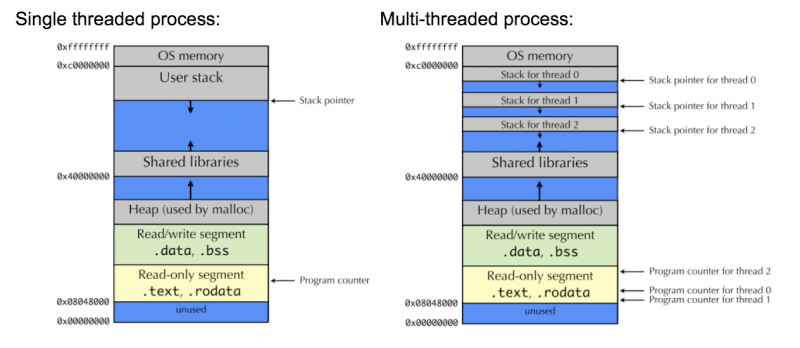 Single threaded process:
0xffffffff
OS memory
0xc0000000
User stack
Stack pointer
Shared libraries
0x40000000
Heap (used by malloc)
Read/write segment
.data, .bss
Read-only segment
.text, .rodata
Program counter
0x08048000
unused
0x00000000
Multi-threaded process:
0xffffffff
OS memory
0xc0000000
Stack for thread 0
Stack pointer for thread 0
Stack for thread 1
Stack pointer for thread 1
Stack for thread 2
Stack pointer for thread 2
Shared libraries
0x40000000
Heap (used by malloc)
Read/write segment
.data, .bss
Read-only segment
.text, .rodata
Program counter for thread 2
Program counter for thread 0
Program counter for thread 1
0x08048000
unused
0x00000000